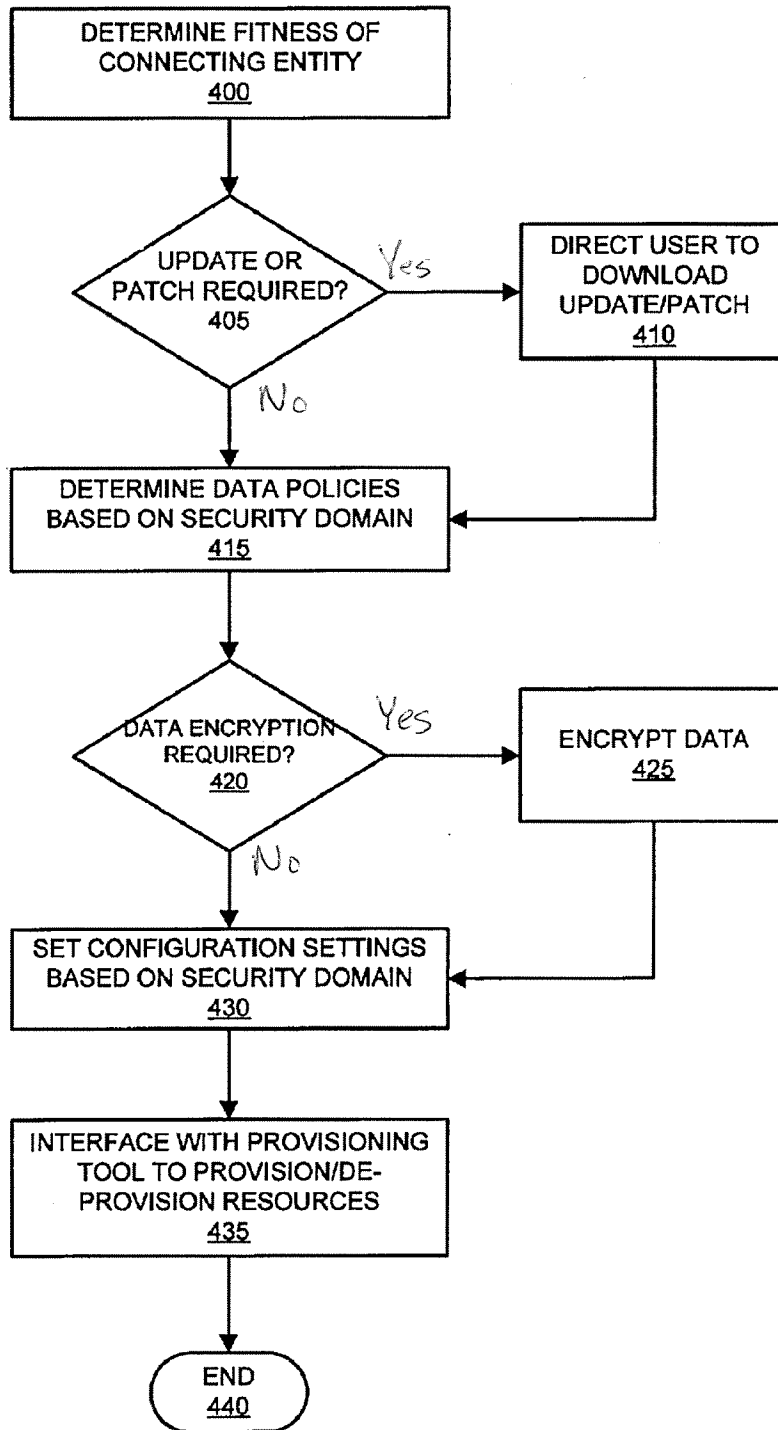 DETERMINE FITNESS OF
CONNECTING ENTITY
400
UPDATE OR
PATCH REQUIRED?
405
Yes
DIRECT USER TO
DOWNLOAD
UPDATE/PATCH
410
No
DETERMINE DATA POLICIES
BASED ON SECURITY DOMAIN
415
DATA ENCRYPTION
REQUIRED?
420
Yes
ENCRYPT DATA
425
No
SET CONFIGURATION SETTINGS
BASED ON SECURITY DOMAIN
430
INTERFACE WITH PROVISIONING
TOOL TO PROVISION/DE-
PROVISION RESOURCES
435
END
440